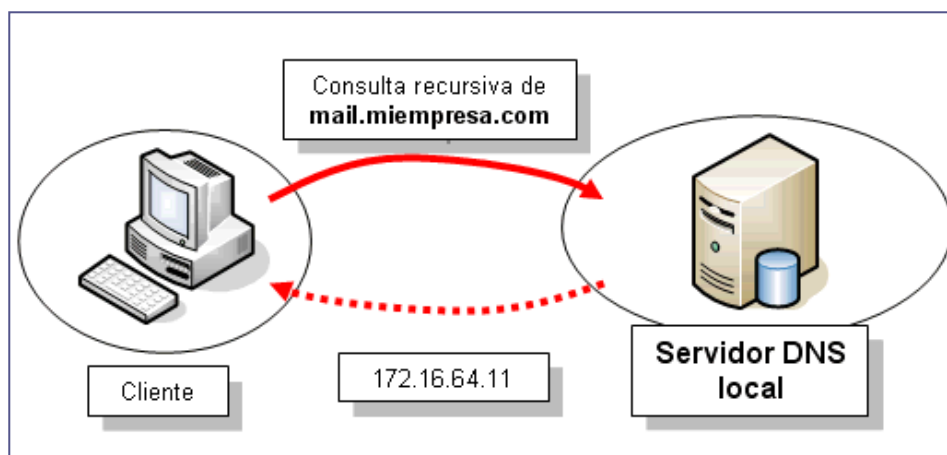 Consulta recursiva de
mail.miempresa.com
Cliente
172.16.64.11
Servidor DNS
local